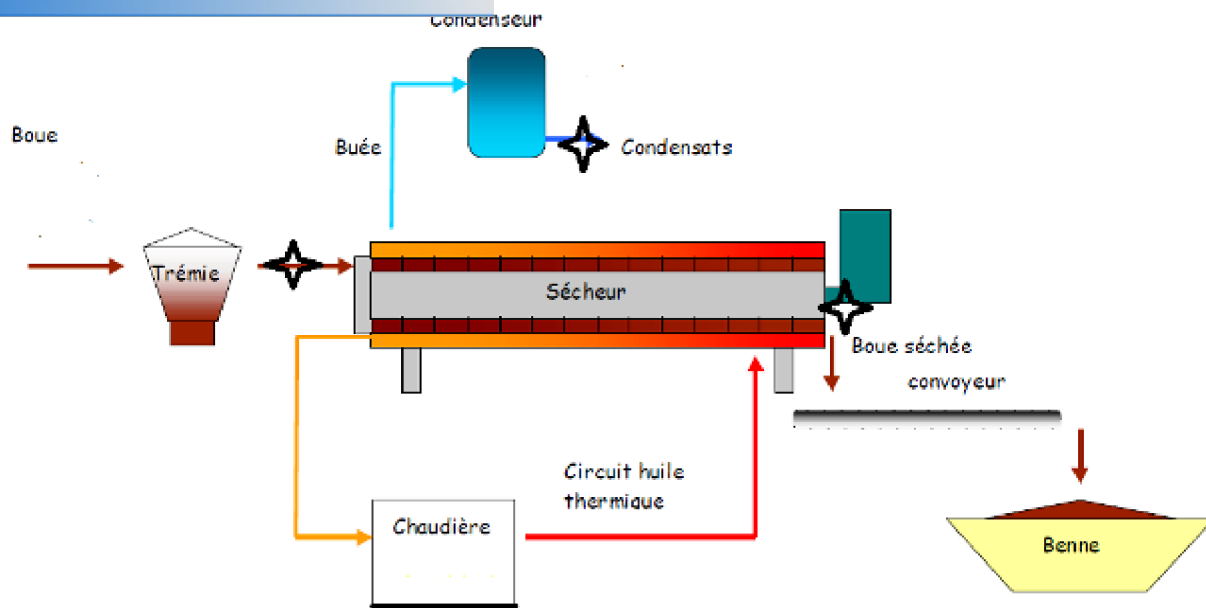 Condenseur
Boue
Buée
Condensats
Trémie
Sécheur
Boue séchée
convoyeur
Circuit huile
thermique
Chaudière
Benne